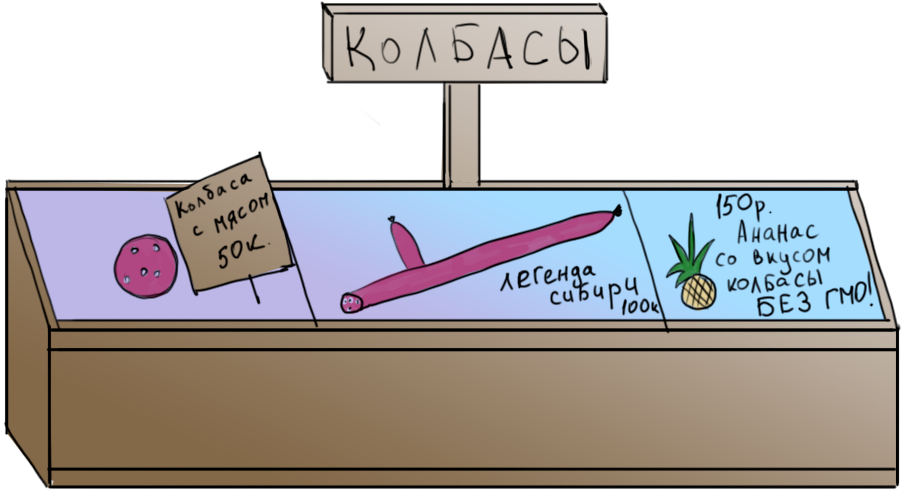 КОЛБАСЫ
Колбаса
с мясом
50к.
легенда
сибири
100к
150р.
Ананас
со вкусом
колбасы
БЕЗ ГМО!